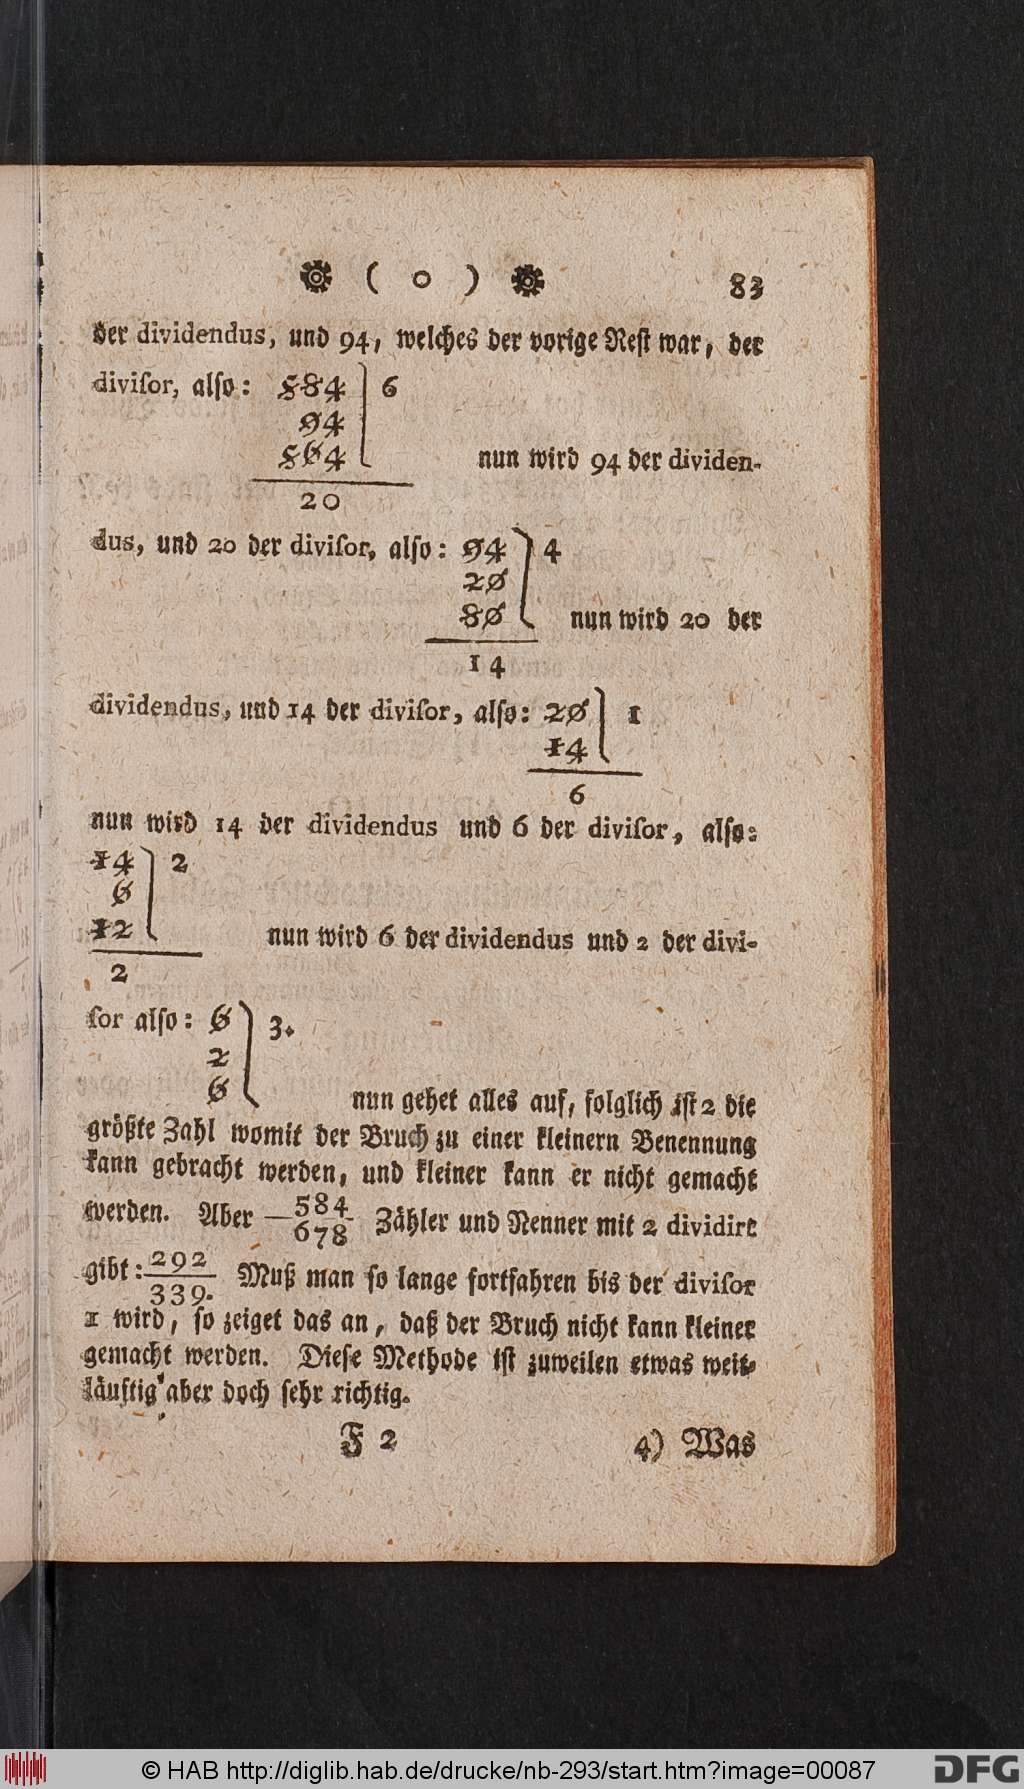 ❁ ( o ) ❁ 83
der dividendus, und 94, welches der vorige Rest war, der
divisor, also: 584 | 6
94
564 nun wird 94 der dividen-
20
dus, und 20 der divisor, also: 94 | 4
20
80 nun wird 20 der
14
dividendus, und 14 der divisor, also: 20 | 1
14
6
nun wird 14 der dividendus und 6 der divisor, also:
14 | 2
6
12 nun wird 6 der dividendus und 2 der divi-
2
sor also: 6 | 3.
2
6 nun gehet alles auf, folglich ist 2 die
größte Zahl womit der Bruch zu einer kleinern Benennung
kann gebracht werden, und kleiner kann er nicht gemacht
werden. Aber 584/678 Zähler und Nenner mit 2 dividirt
gibt: 292/339. Muß man so lange fortfahren bis der divisor
1 wird, so zeiget das an, daß der Bruch nicht kann kleiner
gemacht werden. Diese Methode ist zuweilen etwas weit-
läuftig aber doch sehr richtig.
F 2 4) Was
© HAB http://diglib.hab.de/drucke/nb-293/start.htm?image=00087 DFG